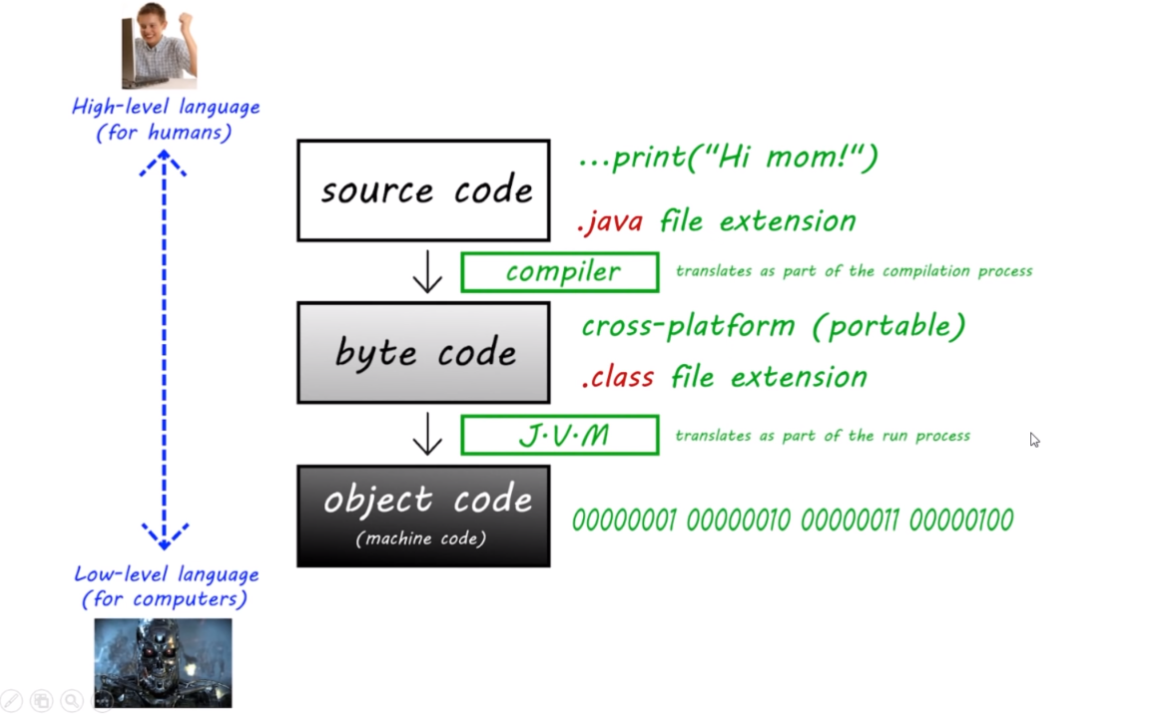 High-level language
(for humans)
source code
...print("Hi mom!")
.java file extension
compiler
translates as part of the compilation process
byte code
cross-platform (portable)
.class file extension
J.V.M
translates as part of the run process
object code
(machine code)
00000001 00000010 00000011 00000100
Low-level language
(for computers)